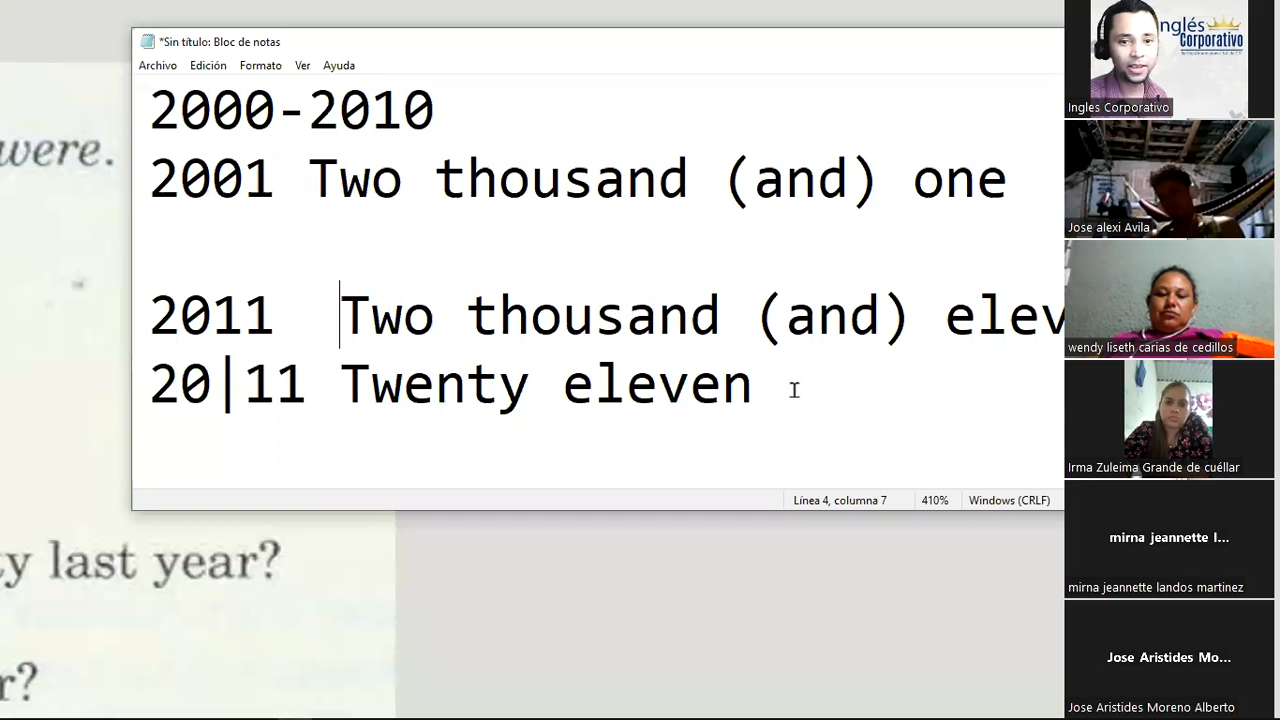 *Sin título: Bloc de notas
Archivo Edición Formato Ver Ayuda
2000-2010
2001 Two thousand (and) one
2011 Two thousand (and) elev
20|11 Twenty eleven
Línea 4, columna 7 410% Windows (CRLF)
were.
ty last year?
r?
Inglés
Corporativo
Ingles Corporativo
Jose alexi Avila
wendy liseth carias de cedillos
Irma Zuleima Grande de cuéllar
mirna jeannette l...
mirna jeannette landos martinez
Jose Aristides Mo...
Jose Aristides Moreno Alberto